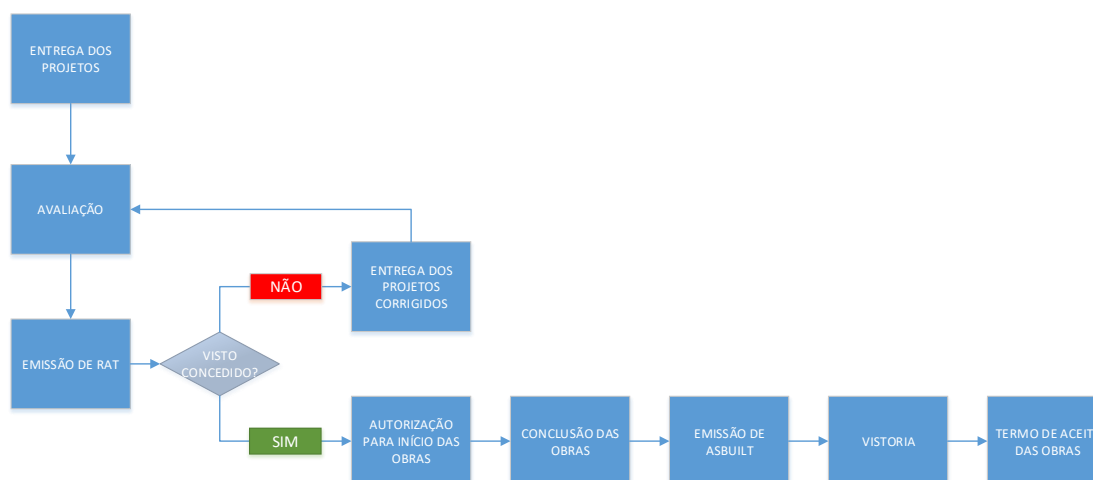 ENTREGA DOS
PROJETOS
AVALIAÇÃO
ENTREGA DOS
PROJETOS
CORRIGIDOS
NÃO
EMISSÃO DE RAT
VISTO
CONCEDIDO?
SIM
AUTORIZAÇÃO
PARA INÍCIO DAS
OBRAS
CONCLUSÃO DAS
OBRAS
EMISSÃO DE
ASBUILT
VISTORIA
TERMO DE ACEIT
DAS OBRAS